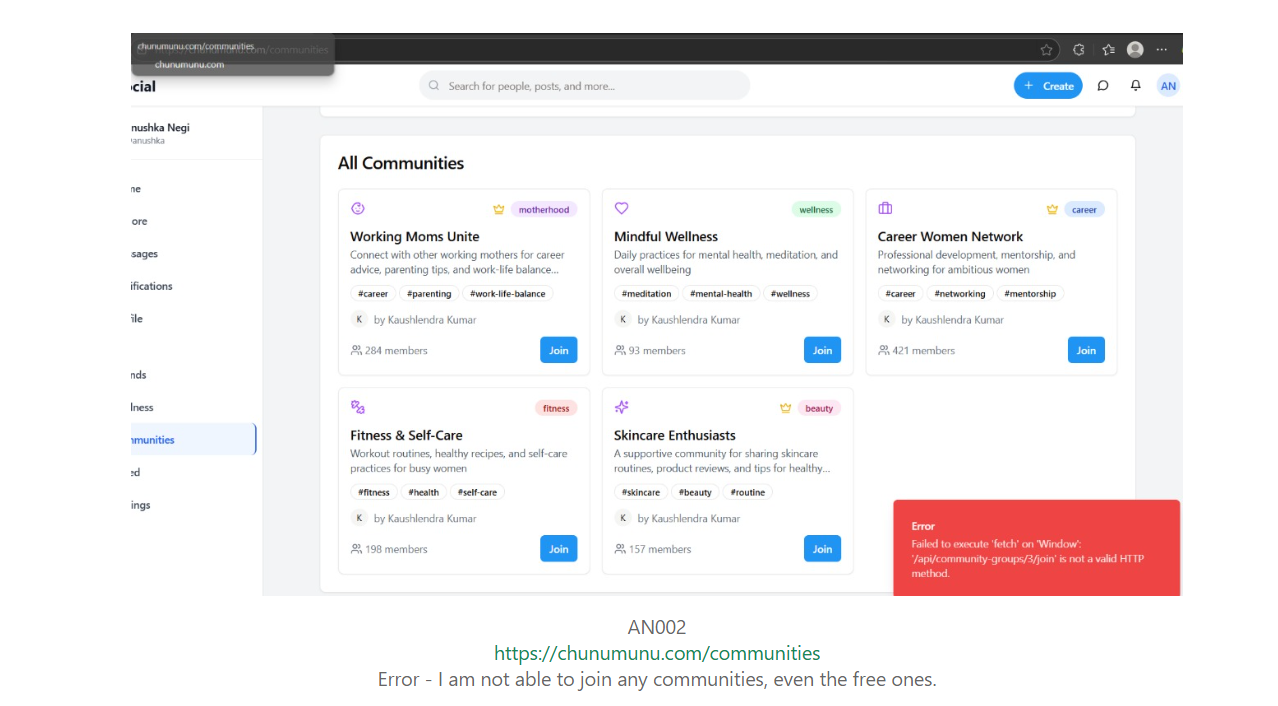 chunumunu.com/communities
chunumunu.com
cial
Search for people, posts, and more...
+ Create
AN
nushka Negi
anushka
me
ore
sages
ifications
file
nds
lness
mmunities
ed
ings
All Communities
motherhood
Working Moms Unite
Connect with other working mothers for career
advice, parenting tips, and work-life balance...
#career #parenting #work-life-balance
K by Kaushlendra Kumar
284 members Join
wellness
Mindful Wellness
Daily practices for mental health, meditation, and
overall wellbeing
#meditation #mental-health #wellness
K by Kaushlendra Kumar
93 members Join
career
Career Women Network
Professional development, mentorship, and
networking for ambitious women
#career #networking #mentorship
K by Kaushlendra Kumar
421 members Join
fitness
Fitness & Self-Care
Workout routines, healthy recipes, and self-care
practices for busy women
#fitness #health #self-care
K by Kaushlendra Kumar
198 members Join
beauty
Skincare Enthusiasts
A supportive community for sharing skincare
routines, product reviews, and tips for healthy...
#skincare #beauty #routine
K by Kaushlendra Kumar
157 members Join
Error
Failed to execute 'fetch' on 'Window':
'/api/community-groups/3/join' is not a valid HTTP
method.
AN002
https://chunumunu.com/communities
Error - I am not able to join any communities, even the free ones.